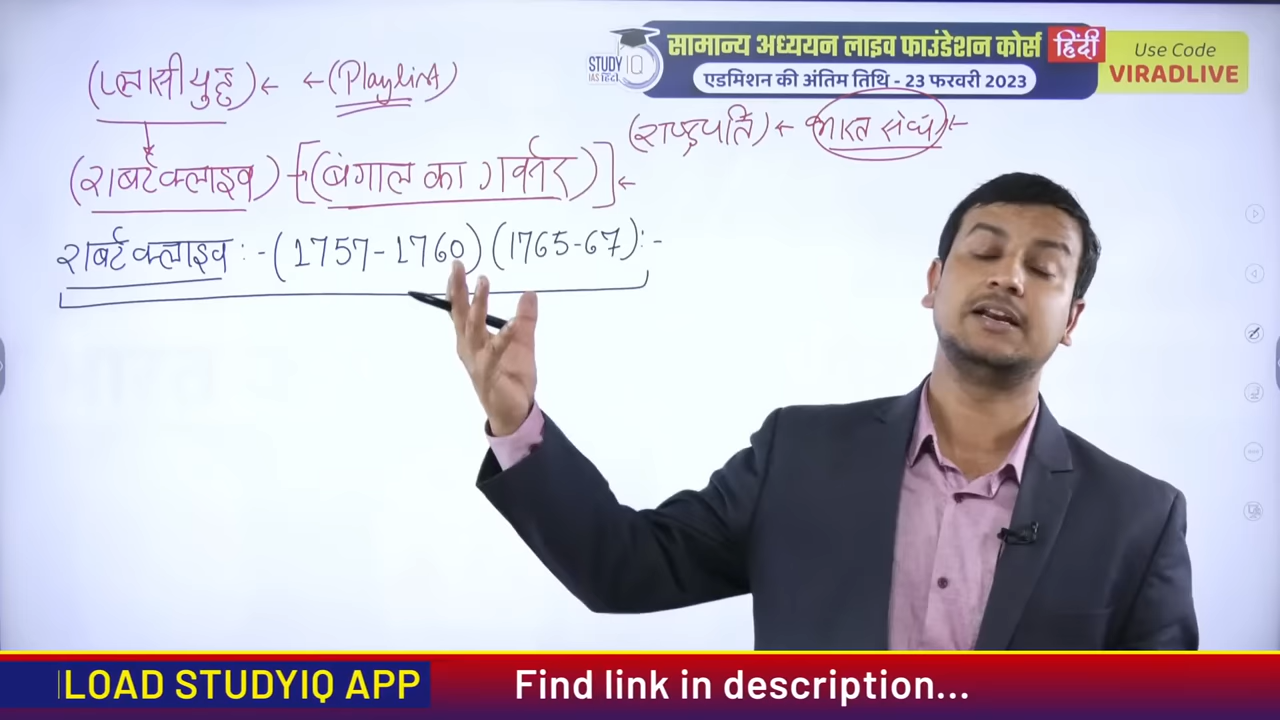 (प्लासी युद्ध) ← ← (Playlist)
STUDY IQ
IAS हिंदी
सामान्य अध्ययन लाइव फाउंडेशन कोर्स हिंदी
एडमिशन की अंतिम तिथि - 23 फरवरी 2023
Use Code
VIRADLIVE
(राष्ट्रपति) ← भारत संघ ←
(राबर्ट क्लाइव) → [(बंगाल का गवर्नर)] ←
राबर्ट क्लाइव : - (1757-1760) (1765-67) : -
LOAD STUDYIQ APP
Find link in description...